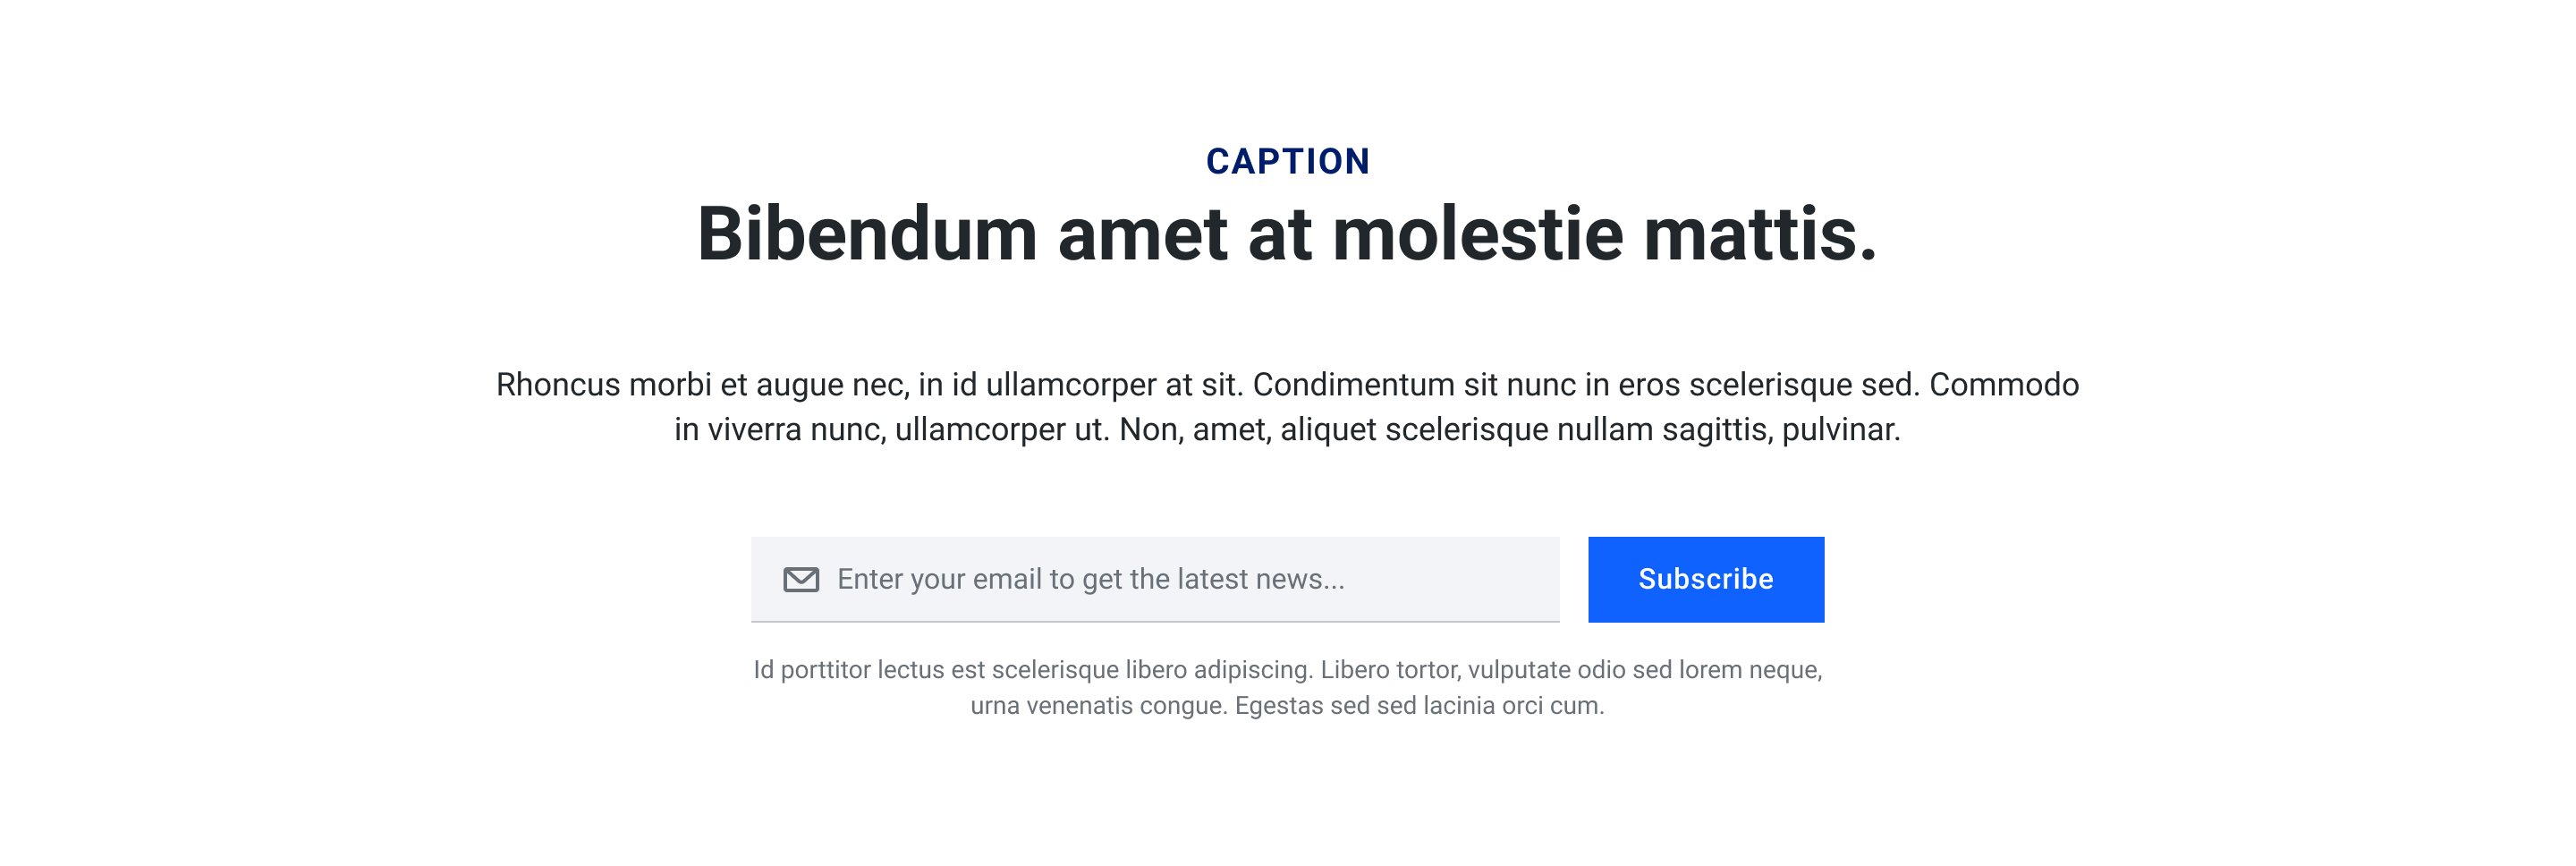 CAPTION
Bibendum amet at molestie mattis.
Rhoncus morbi et augue nec, in id ullamcorper at sit. Condimentum sit nunc in eros scelerisque sed. Commodo
in viverra nunc, ullamcorper ut. Non, amet, aliquet scelerisque nullam sagittis, pulvinar.
Enter your email to get the latest news...
Subscribe
Id porttitor lectus est scelerisque libero adipiscing. Libero tortor, vulputate odio sed lorem neque,
urna venenatis congue. Egestas sed sed lacinia orci cum.